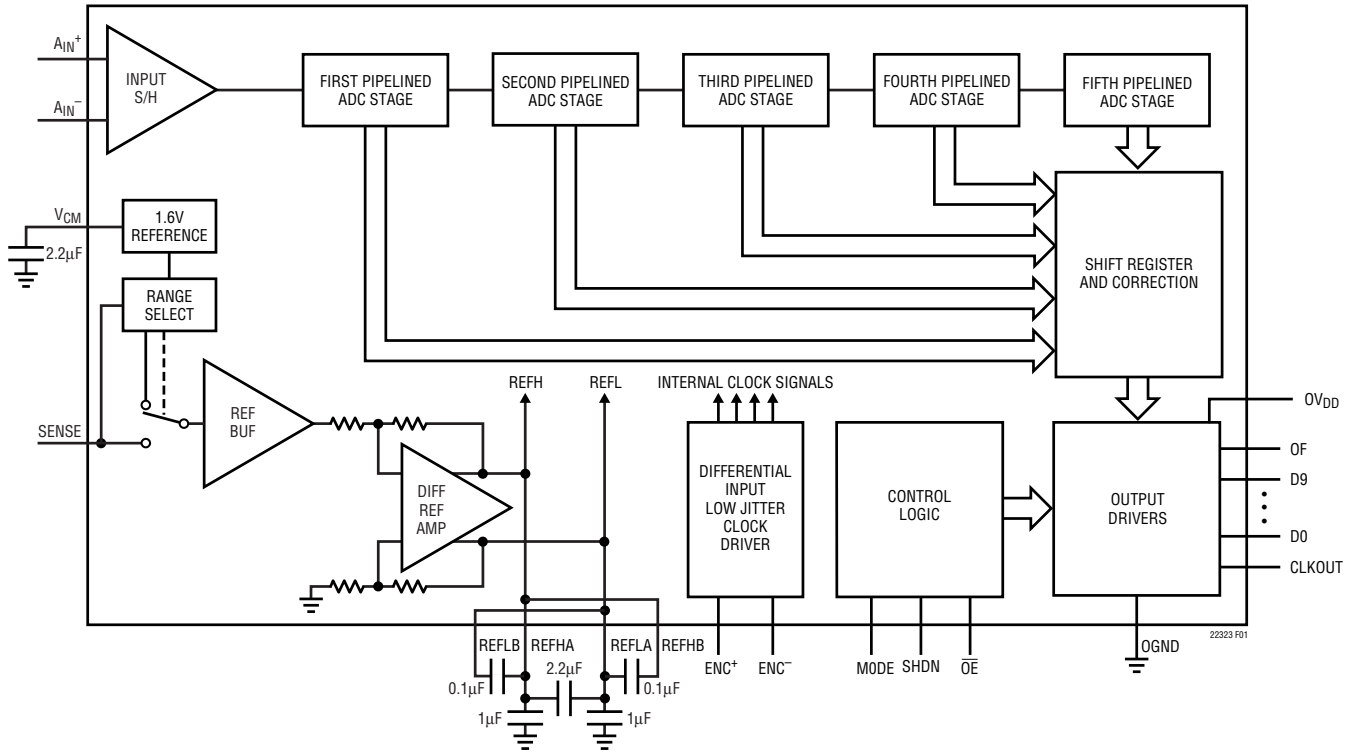 AIN+
INPUT
S/H
AIN−
FIRST PIPELINED
ADC STAGE
SECOND PIPELINED
ADC STAGE
THIRD PIPELINED
ADC STAGE
FOURTH PIPELINED
ADC STAGE
FIFTH PIPELINED
ADC STAGE
VCM
2.2µF
1.6V
REFERENCE
RANGE
SELECT
SHIFT REGISTER
AND CORRECTION
REFH
REFL
INTERNAL CLOCK SIGNALS
SENSE
REF
BUF
DIFF
REF
AMP
DIFFERENTIAL
INPUT
LOW JITTER
CLOCK
DRIVER
CONTROL
LOGIC
OUTPUT
DRIVERS
OVDD
OF
D9
D0
CLKOUT
22323 F01
REFLB
REFHA
REFLA
REFHB
2.2µF
0.1µF
0.1µF
1µF
1µF
ENC+
ENC−
MODE
SHDN
O̅E̅
OGND